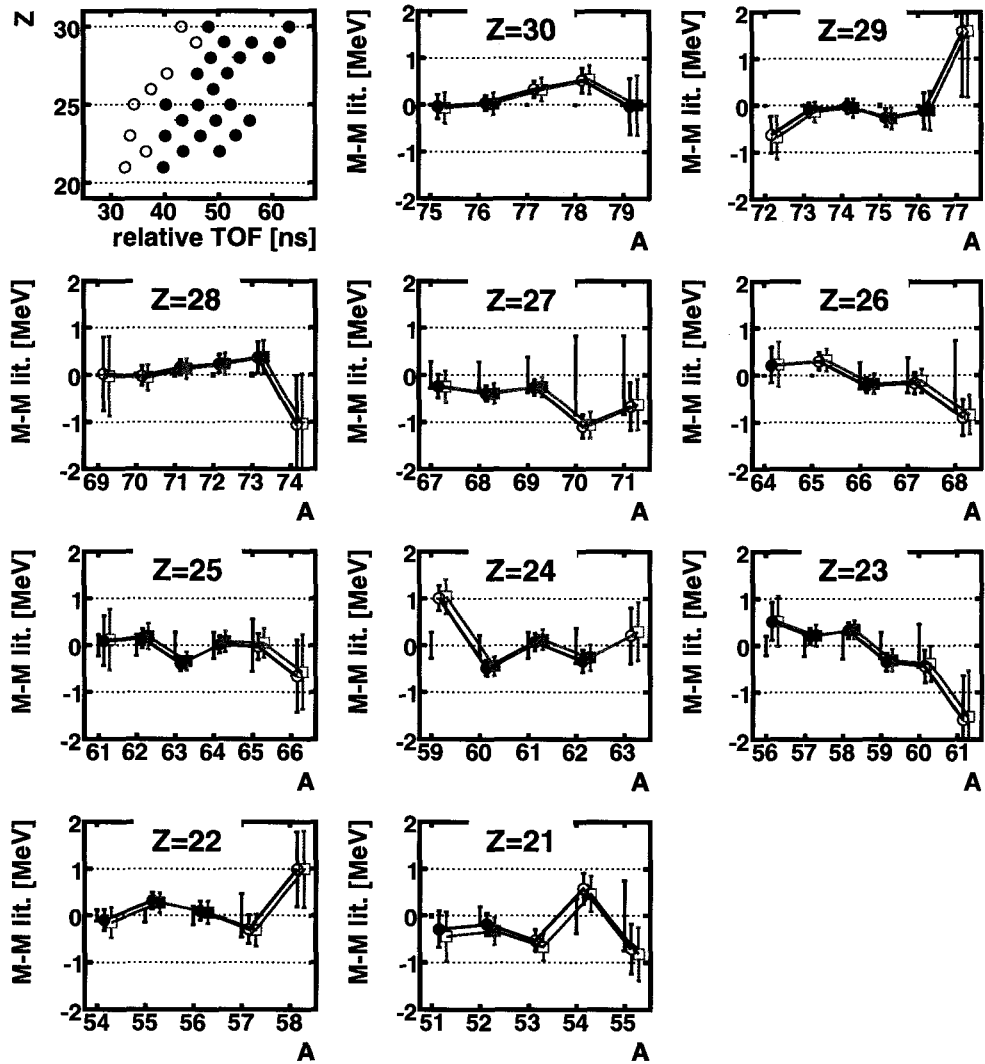 Z
30
25
20
30 40 50 60
relative TOF [ns]
M-M lit. [MeV]
Z=30
2
1
0
-1
-2
75 76 77 78 79
A
M-M lit. [MeV]
Z=29
2
1
0
-1
-2
72 73 74 75 76 77
A
M-M lit. [MeV]
Z=28
2
1
0
-1
-2
69 70 71 72 73 74
A
M-M lit. [MeV]
Z=27
2
1
0
-1
-2
67 68 69 70 71
A
M-M lit. [MeV]
Z=26
2
1
0
-1
-2
64 65 66 67 68
A
M-M lit. [MeV]
Z=25
2
1
0
-1
-2
61 62 63 64 65 66
A
M-M lit. [MeV]
Z=24
2
1
0
-1
-2
59 60 61 62 63
A
M-M lit. [MeV]
Z=23
2
1
0
-1
-2
56 57 58 59 60 61
A
M-M lit. [MeV]
Z=22
2
1
0
-1
-2
54 55 56 57 58
A
M-M lit. [MeV]
Z=21
2
1
0
-1
-2
51 52 53 54 55
A